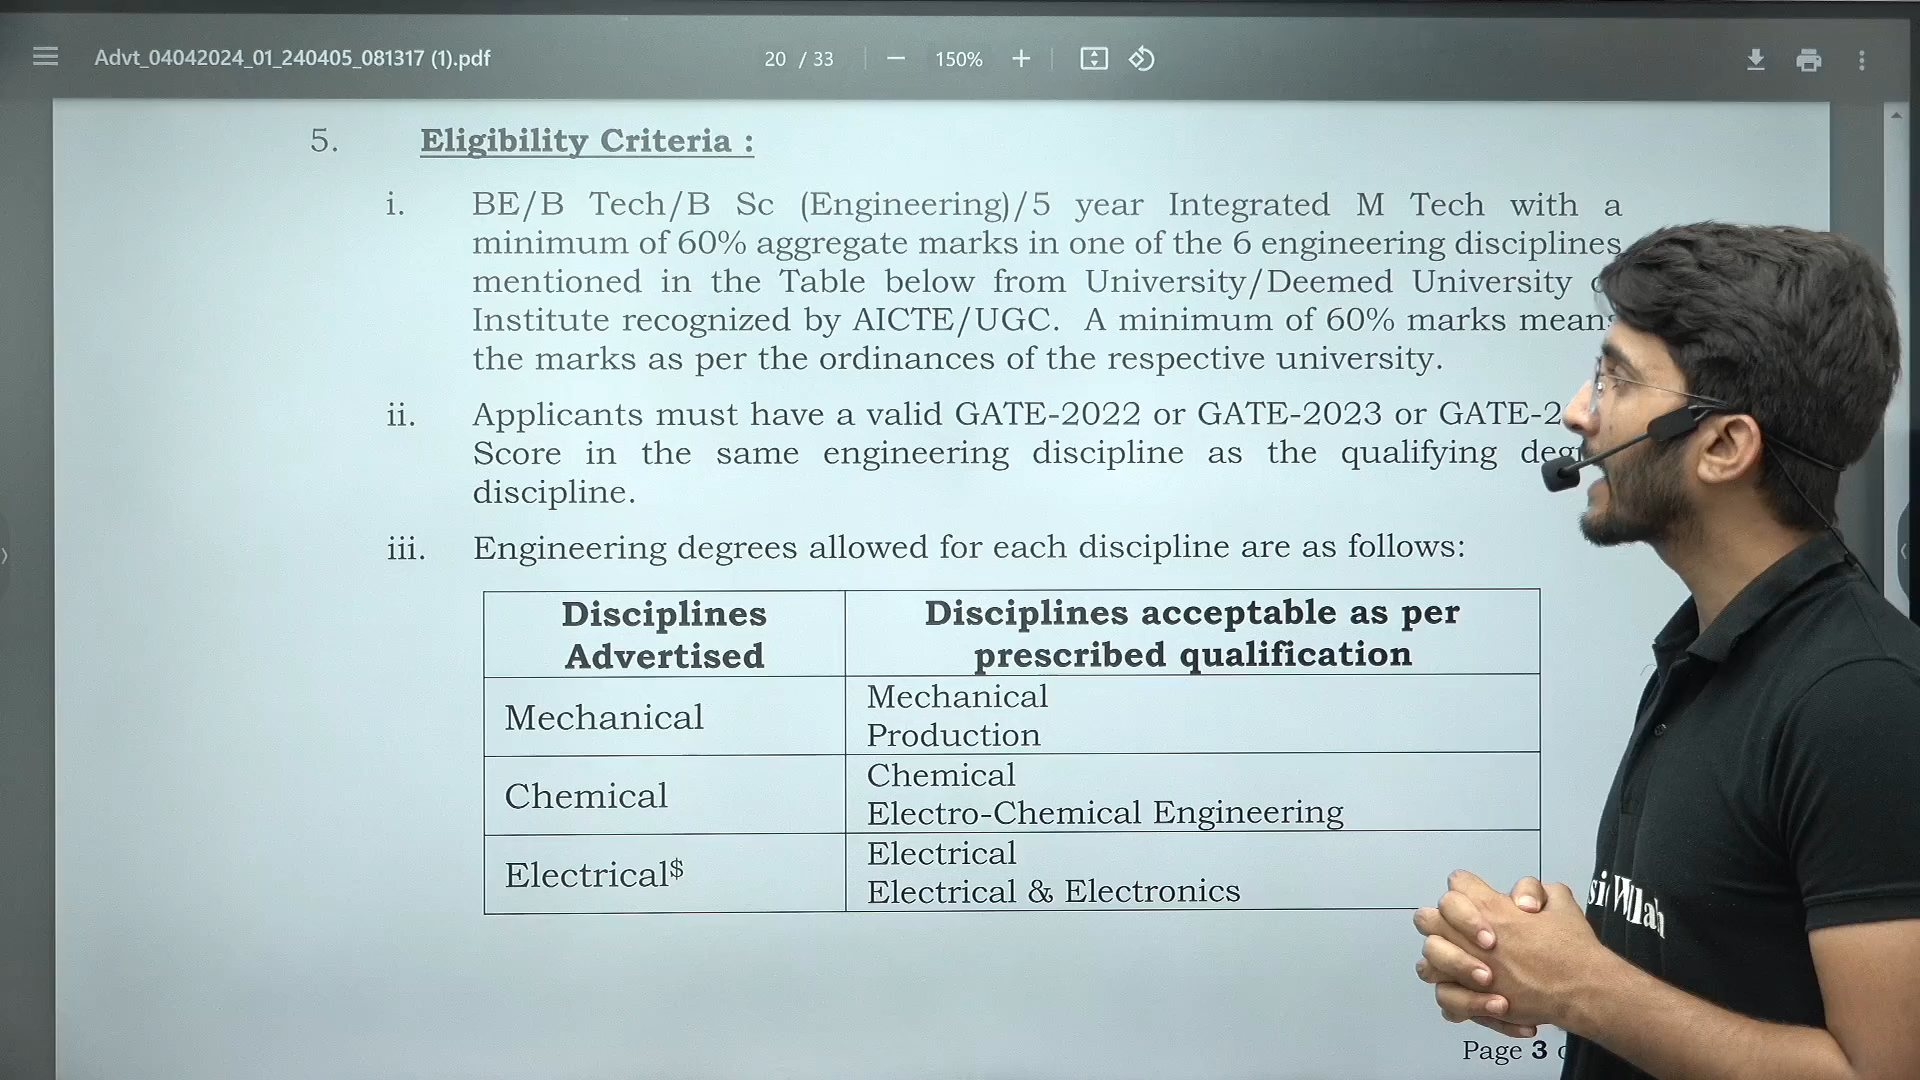 Advt_04042024_01_240405_081317 (1).pdf
20 / 33
150%
5. Eligibility Criteria :
i. BE/B Tech/B Sc (Engineering)/5 year Integrated M Tech with a
minimum of 60% aggregate marks in one of the 6 engineering disciplines
mentioned in the Table below from University/Deemed University
Institute recognized by AICTE/UGC. A minimum of 60% marks means
the marks as per the ordinances of the respective university.
ii. Applicants must have a valid GATE-2022 or GATE-2023 or GATE-2
Score in the same engineering discipline as the qualifying
discipline.
iii. Engineering degrees allowed for each discipline are as follows:
Disciplines Advertised
Disciplines acceptable as per
prescribed qualification
Mechanical
Mechanical
Production
Chemical
Chemical
Electro-Chemical Engineering
Electrical$
Electrical
Electrical & Electronics
Page 3